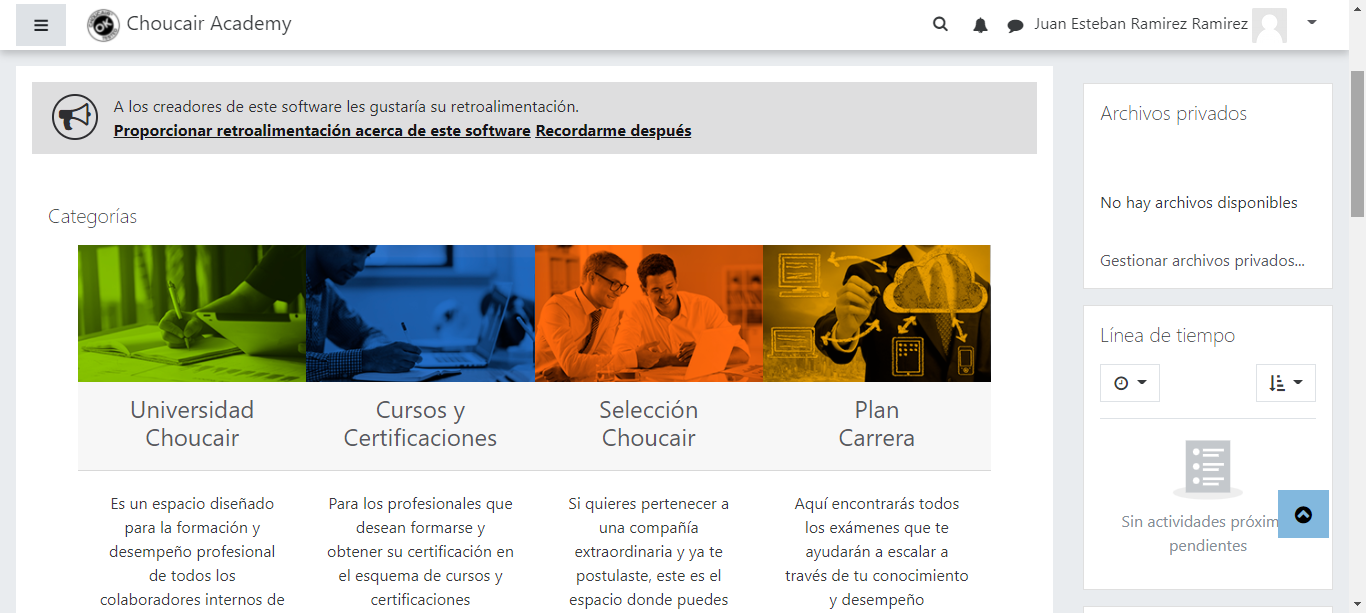 Choucair Academy
Juan Esteban Ramirez Ramirez
A los creadores de este software les gustaría su retroalimentación.
Proporcionar retroalimentación acerca de este software Recordarme después
Categorías
Universidad
Choucair
Es un espacio diseñado
para la formación y
desempeño profesional
de todos los
colaboradores internos de
Cursos y
Certificaciones
Para los profesionales que
desean formarse y
obtener su certificación en
el esquema de cursos y
certificaciones
Selección
Choucair
Si quieres pertenecer a
una compañía
extraordinaria y ya te
postulaste, este es el
espacio donde puedes
Plan
Carrera
Aquí encontrarás todos
los exámenes que te
ayudarán a escalar a
través de tu conocimiento
y desempeño
Archivos privados
No hay archivos disponibles
Gestionar archivos privados...
Línea de tiempo
Sin actividades próxim
pendientes